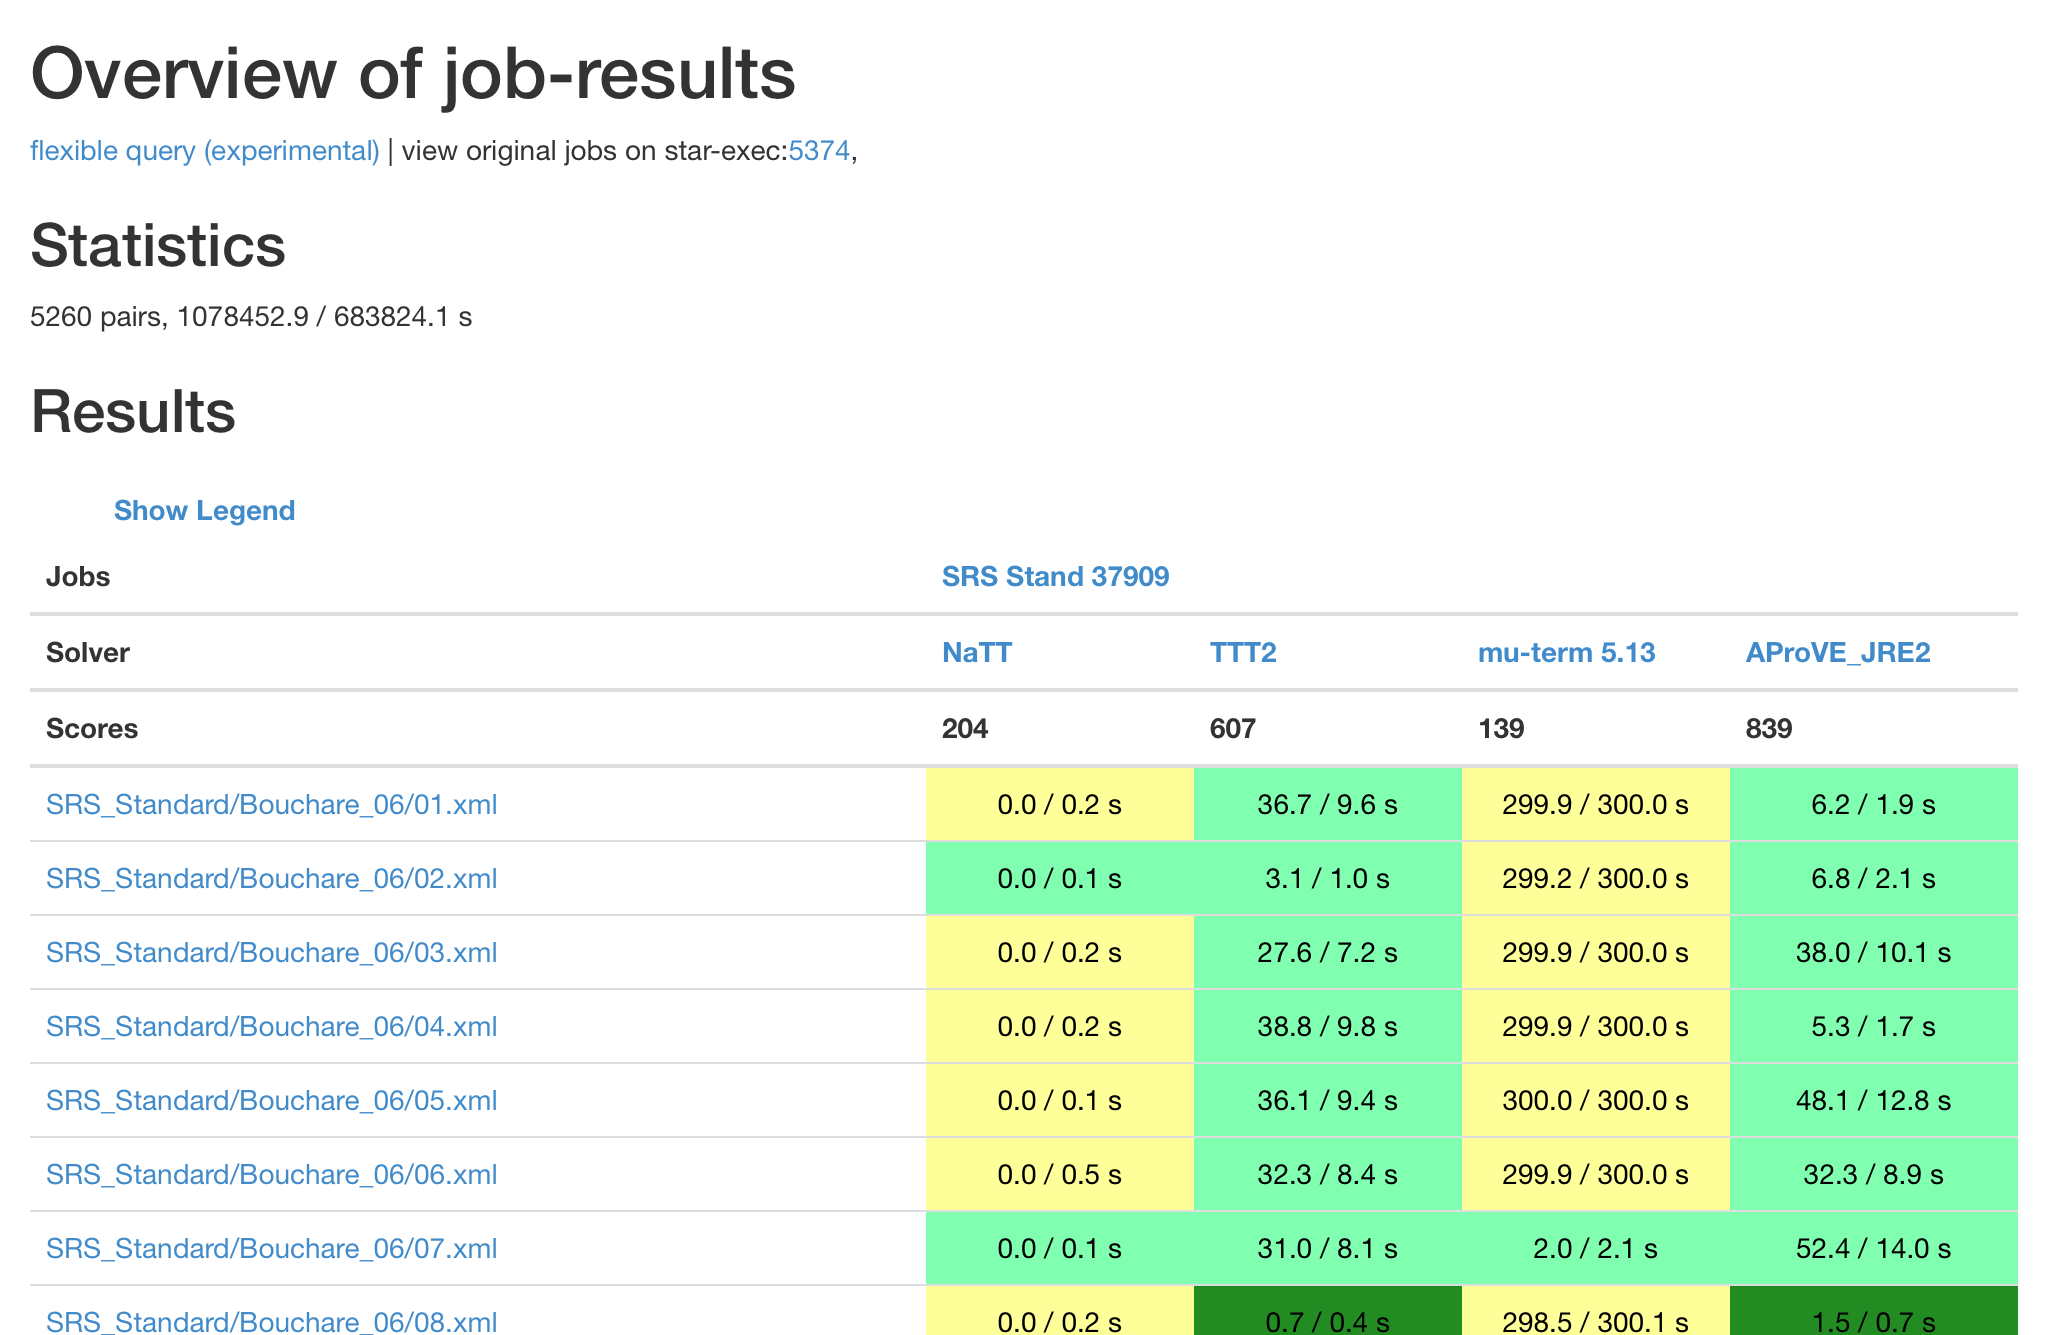 Overview of job-results
flexible query (experimental) | view original jobs on star-exec:5374,
Statistics
5260 pairs, 1078452.9 / 683824.1 s
Results
Show Legend
Jobs SRS Stand 37909
Solver NaTT TTT2 mu-term 5.13 AProVE_JRE2
Scores 204 607 139 839
SRS_Standard/Bouchare_06/01.xml 0.0 / 0.2 s 36.7 / 9.6 s 299.9 / 300.0 s 6.2 / 1.9 s
SRS_Standard/Bouchare_06/02.xml 0.0 / 0.1 s 3.1 / 1.0 s 299.2 / 300.0 s 6.8 / 2.1 s
SRS_Standard/Bouchare_06/03.xml 0.0 / 0.2 s 27.6 / 7.2 s 299.9 / 300.0 s 38.0 / 10.1 s
SRS_Standard/Bouchare_06/04.xml 0.0 / 0.2 s 38.8 / 9.8 s 299.9 / 300.0 s 5.3 / 1.7 s
SRS_Standard/Bouchare_06/05.xml 0.0 / 0.1 s 36.1 / 9.4 s 300.0 / 300.0 s 48.1 / 12.8 s
SRS_Standard/Bouchare_06/06.xml 0.0 / 0.5 s 32.3 / 8.4 s 299.9 / 300.0 s 32.3 / 8.9 s
SRS_Standard/Bouchare_06/07.xml 0.0 / 0.1 s 31.0 / 8.1 s 2.0 / 2.1 s 52.4 / 14.0 s
SRS_Standard/Bouchare_06/08.xml 0.0 / 0.2 s 0.7 / 0.4 s 298.5 / 300.1 s 1.5 / 0.7 s